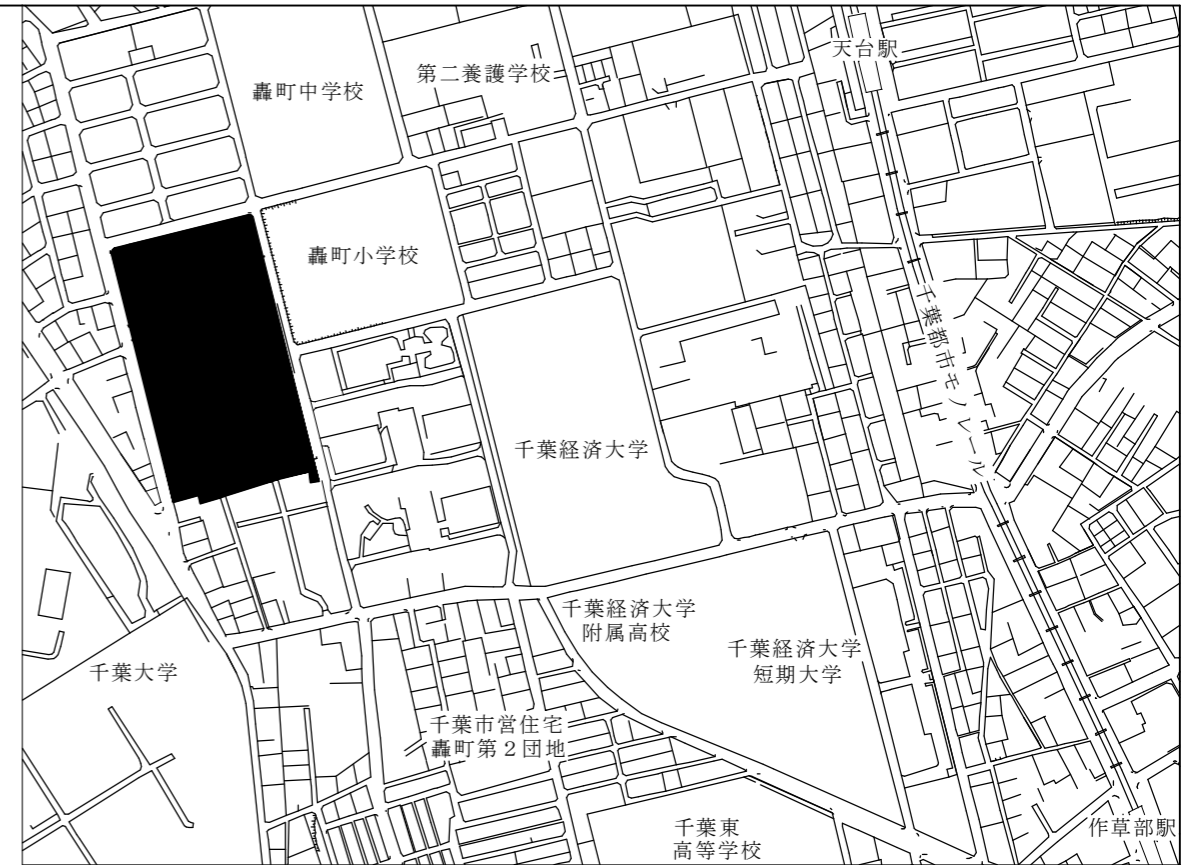 天台駅
第二養護学校
轟町中学校
轟町小学校
千葉都市モノレール
千葉経済大学
千葉経済大学
附属高校
千葉経済大学
短期大学
千葉大学
千葉市営住宅
轟町第２団地
千葉東
高等学校
作草部駅